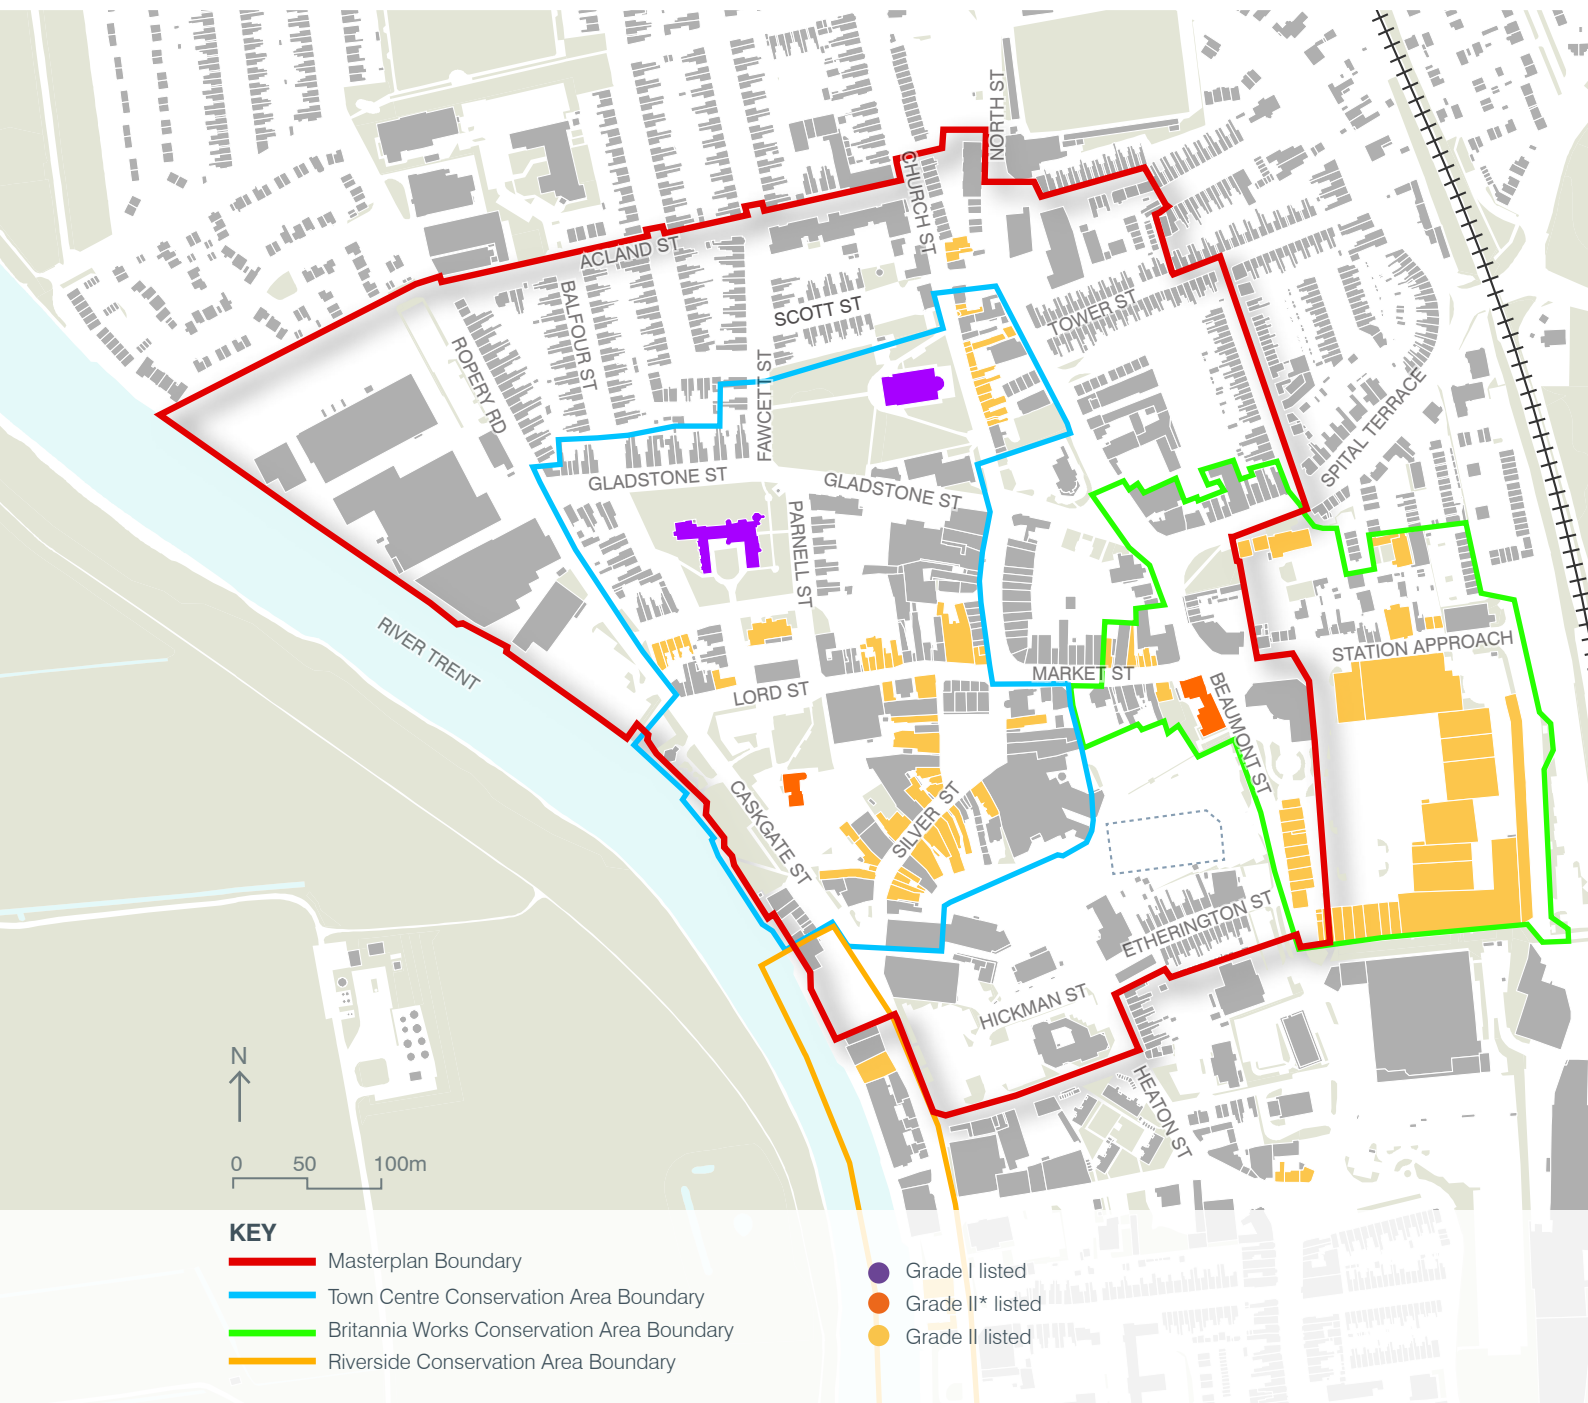 NORTH ST
CHURCH ST
ACLAND ST
BALFOUR ST
SCOTT ST
TOWER ST
ROPERY RD
FAWCETT ST
SPITAL TERRACE
GLADSTONE ST
GLADSTONE ST
PARNELL ST
RIVER TRENT
STATION APPROACH
MARKET ST
LORD ST
BEAUMONT ST
CASKGATE ST
SILVER ST
ETHERINGTON ST
HICKMAN ST
HEATON ST
N
0 50 100m
KEY
Masterplan Boundary
Town Centre Conservation Area Boundary
Britannia Works Conservation Area Boundary
Riverside Conservation Area Boundary
Grade I listed
Grade II* listed
Grade II listed